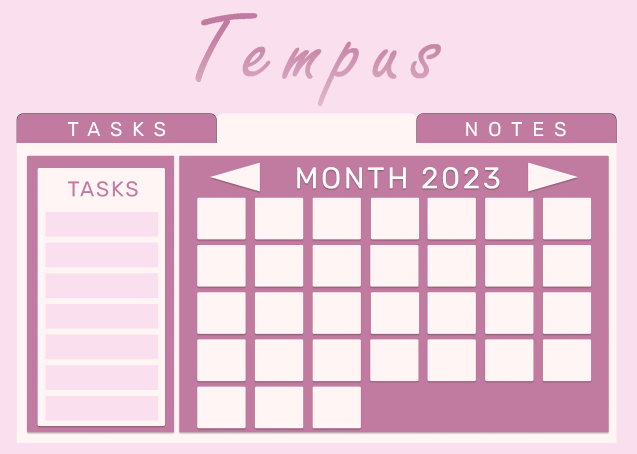 Tempus
TASKS
NOTES
TASKS
MONTH 2023